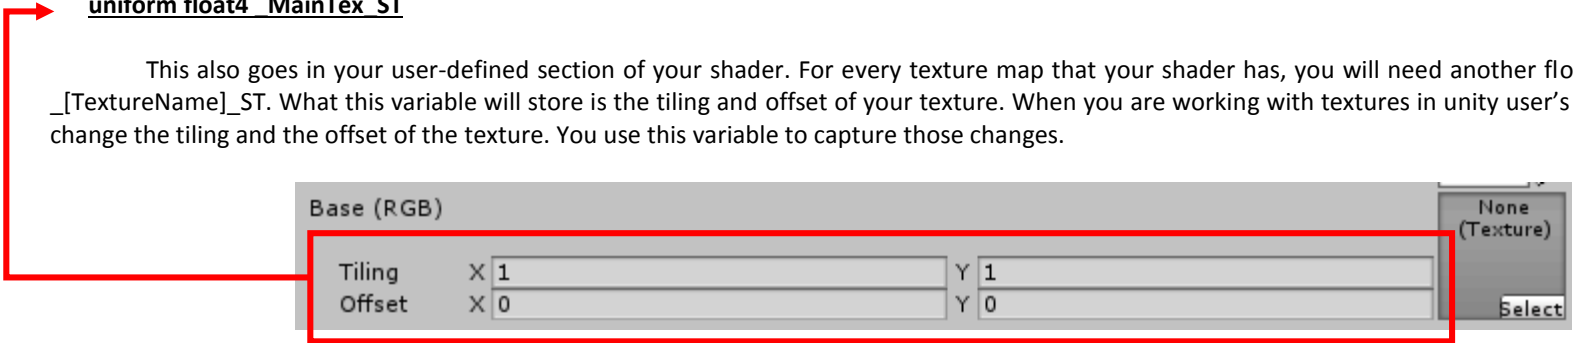 uniform float4 _MainTex_ST
This also goes in your user-defined section of your shader. For every texture map that your shader has, you will need another flo
_[TextureName]_ST. What this variable will store is the tiling and offset of your texture. When you are working with textures in unity user's
change the tiling and the offset of the texture. You use this variable to capture those changes.
Base (RGB)
None
(Texture)
Tiling X 1 Y 1
Offset X 0 Y 0
Select